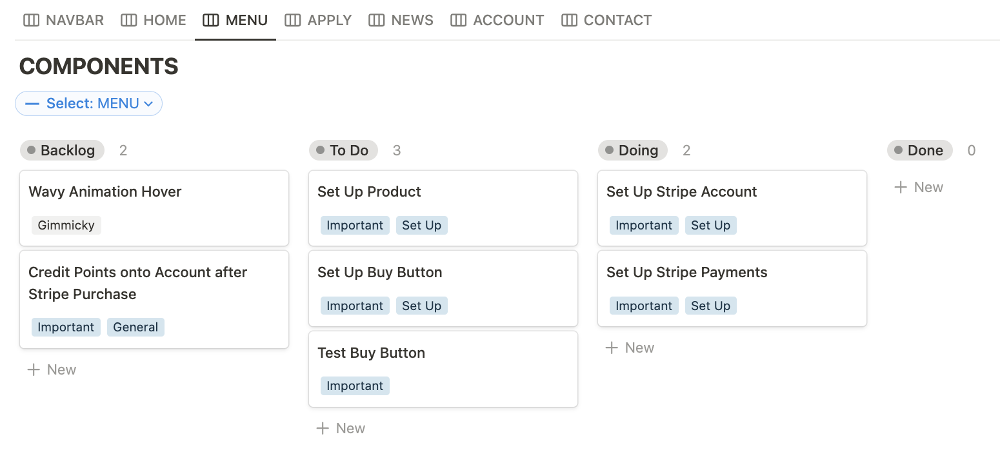 NAVBAR HOME MENU APPLY NEWS ACCOUNT CONTACT
COMPONENTS
Select: MENU
Backlog 2
Wavy Animation Hover
Gimmicky
Credit Points onto Account after
Stripe Purchase
Important General
+ New
To Do 3
Set Up Product
Important Set Up
Set Up Buy Button
Important Set Up
Test Buy Button
Important
+ New
Doing 2
Set Up Stripe Account
Important Set Up
Set Up Stripe Payments
Important Set Up
+ New
Done 0
+ New